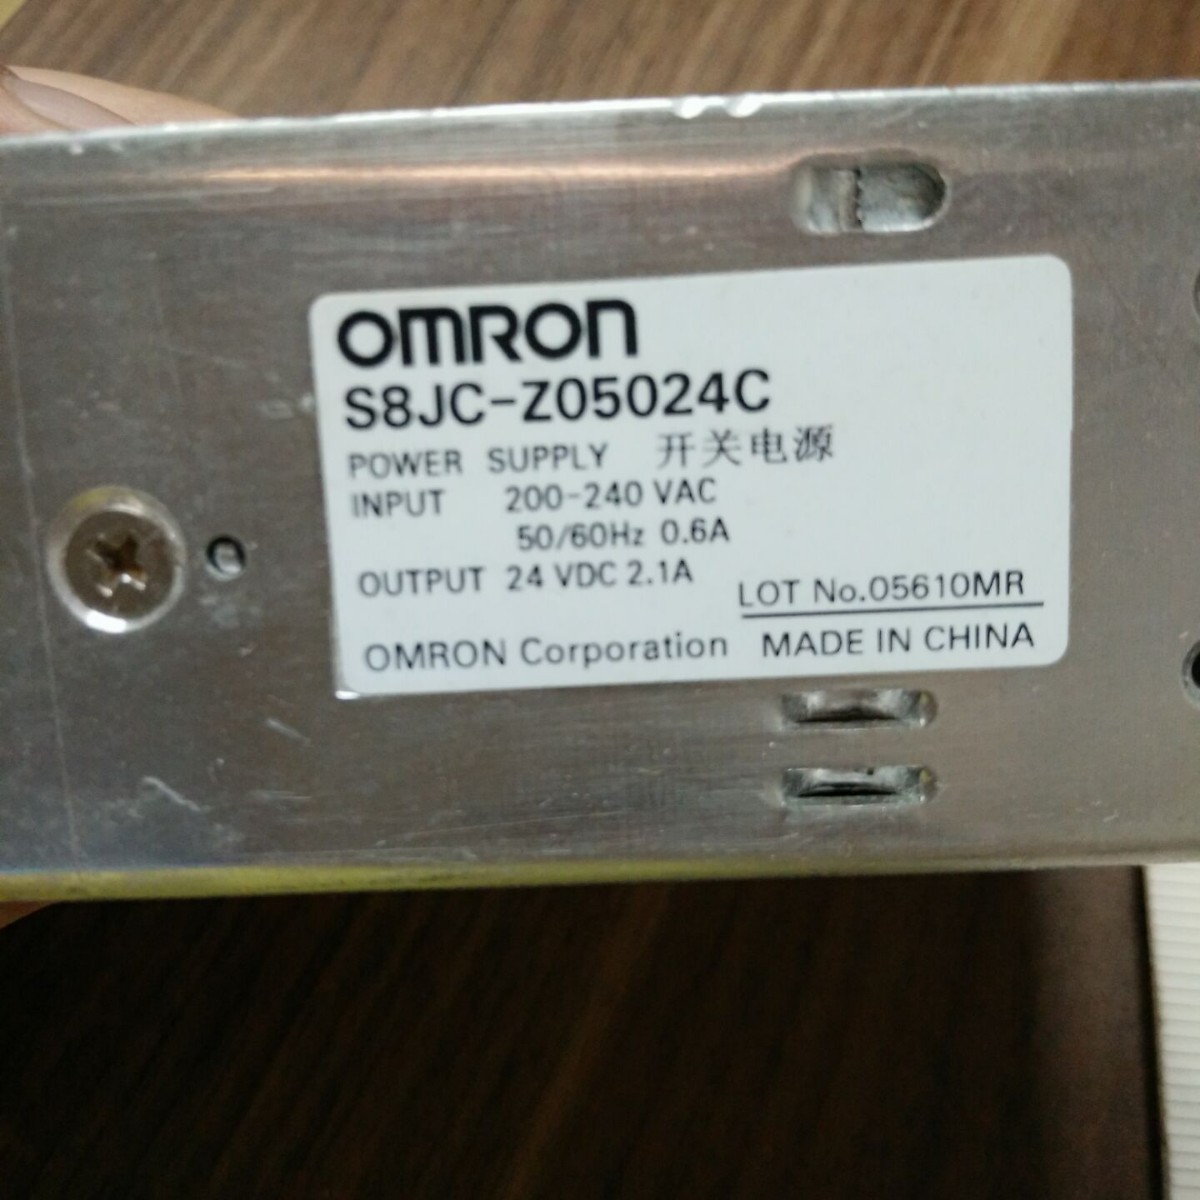 OMRON
S8JC-Z05024C
POWER SUPPLY 开关电源
INPUT 200-240 VAC
50/60Hz 0.6A
OUTPUT 24 VDC 2.1A
LOT No.05610MR
OMRON Corporation MADE IN CHINA